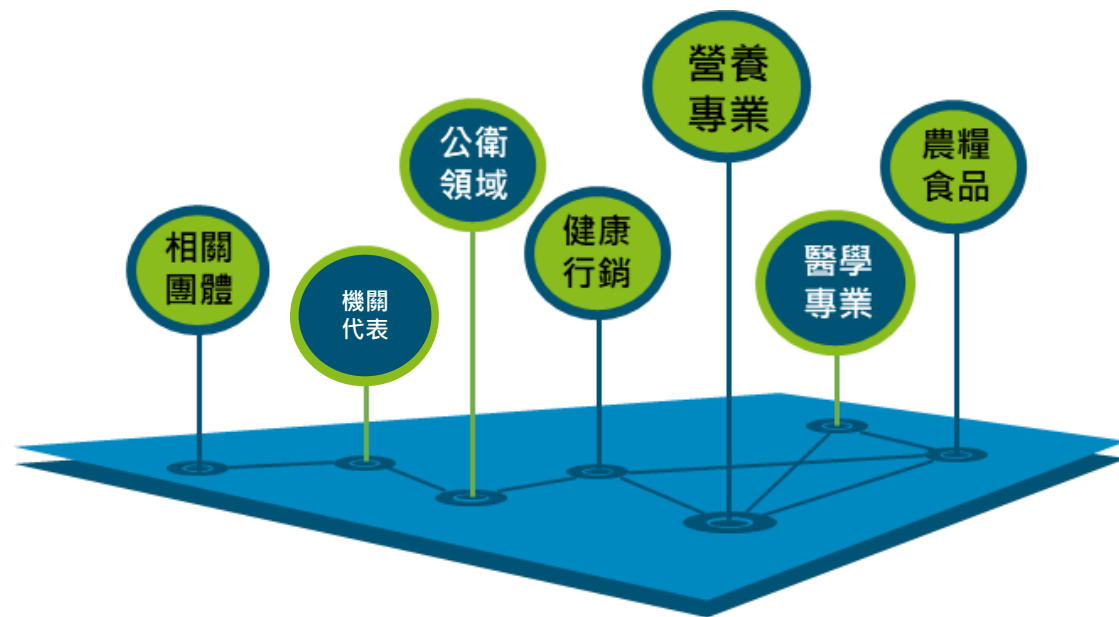 相關
團體
機關
代表
公衛
領域
健康
行銷
營養
專業
醫學
專業
農糧
食品